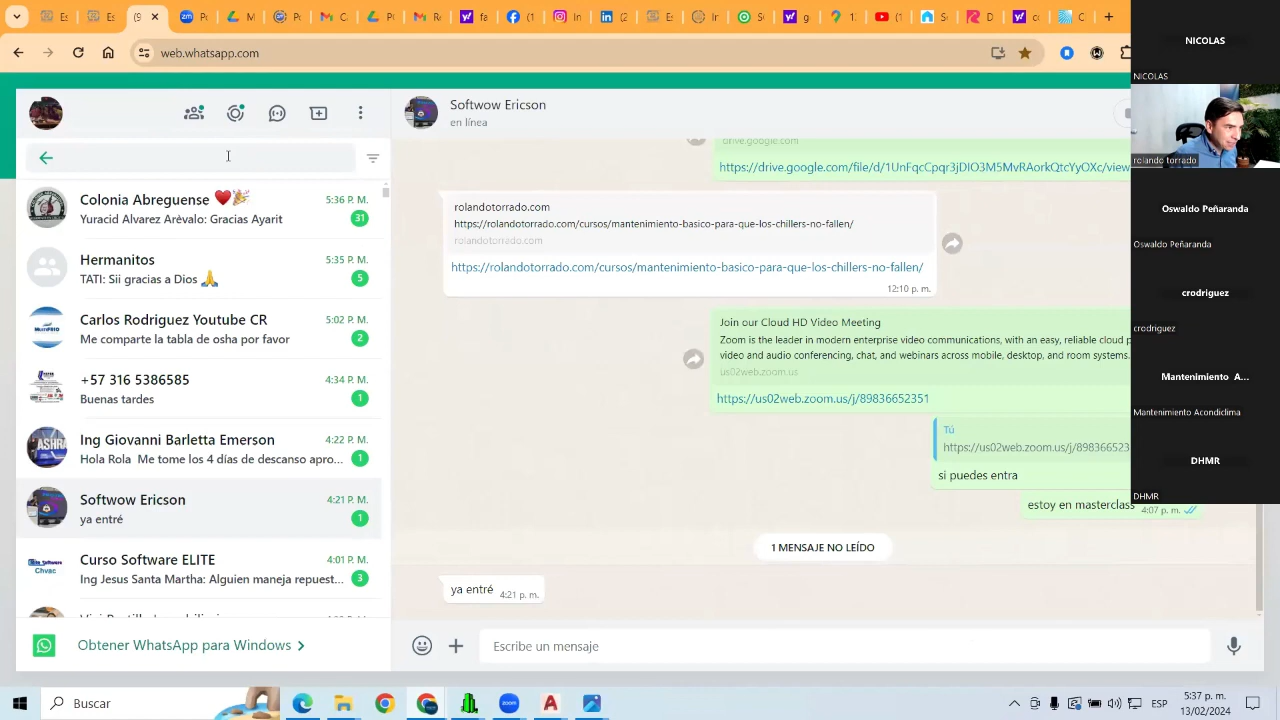 web.whatsapp.com
NICOLAS
NICOLAS
rolando torrado
Oswaldo Peñaranda
Oswaldo Peñaranda
crodriguez
crodriguez
Mantenimiento A...
Mantenimiento Acondiclima
DHMR
DHMR
Softwow Ericson
en línea
Colonia Abreguense
5:36 P. M.
Yuracid Alvarez Arèvalo: Gracias Ayarit
31
Hermanitos
5:35 P. M.
TATI: Sii gracias a Dios 🙏
5
Carlos Rodriguez Youtube CR
5:02 P. M.
Me comparte la tabla de osha por favor
2
+57 316 5386585
4:34 P. M.
Buenas tardes
1
Ing Giovanni Barletta Emerson
4:22 P. M.
Hola Rola Me tome los 4 días de descanso apro...
1
Softwow Ericson
4:21 P. M.
ya entré
1
Curso Software ELITE
4:01 P. M.
Ing Jesus Santa Martha: Alguien maneja repuest...
3
Obtener WhatsApp para Windows
drive.google.com
https://drive.google.com/file/d/1UnFqcCpqr3jDIO3M5MvRAorkQtcYyOXc/view
rolandotorrado.com
https://rolandotorrado.com/cursos/mantenimiento-basico-para-que-los-chillers-no-fallen/
rolandotorrado.com
https://rolandotorrado.com/cursos/mantenimiento-basico-para-que-los-chillers-no-fallen/
12:10 p. m.
Join our Cloud HD Video Meeting
Zoom is the leader in modern enterprise video communications, with an easy, reliable cloud p
video and audio conferencing, chat, and webinars across mobile, desktop, and room systems.
us02web.zoom.us
https://us02web.zoom.us/j/89836652351
Tú
https://us02web.zoom.us/j/898366523
si puedes entra
estoy en masterclass
4:07 p. m.
1 MENSAJE NO LEÍDO
ya entré
4:21 p. m.
Escribe un mensaje
Buscar
5:37 p. m.
13/02/2024